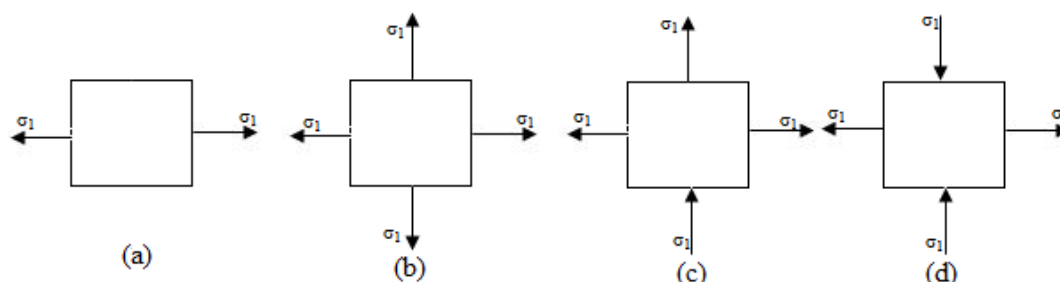 σ₁ σ₁ σ₁ σ₁
σ₁ σ₁ σ₁ σ₁ σ₁ σ₁ σ₁ σ
σ₁ σ₁ σ₁
(a) (b) (c) (d)